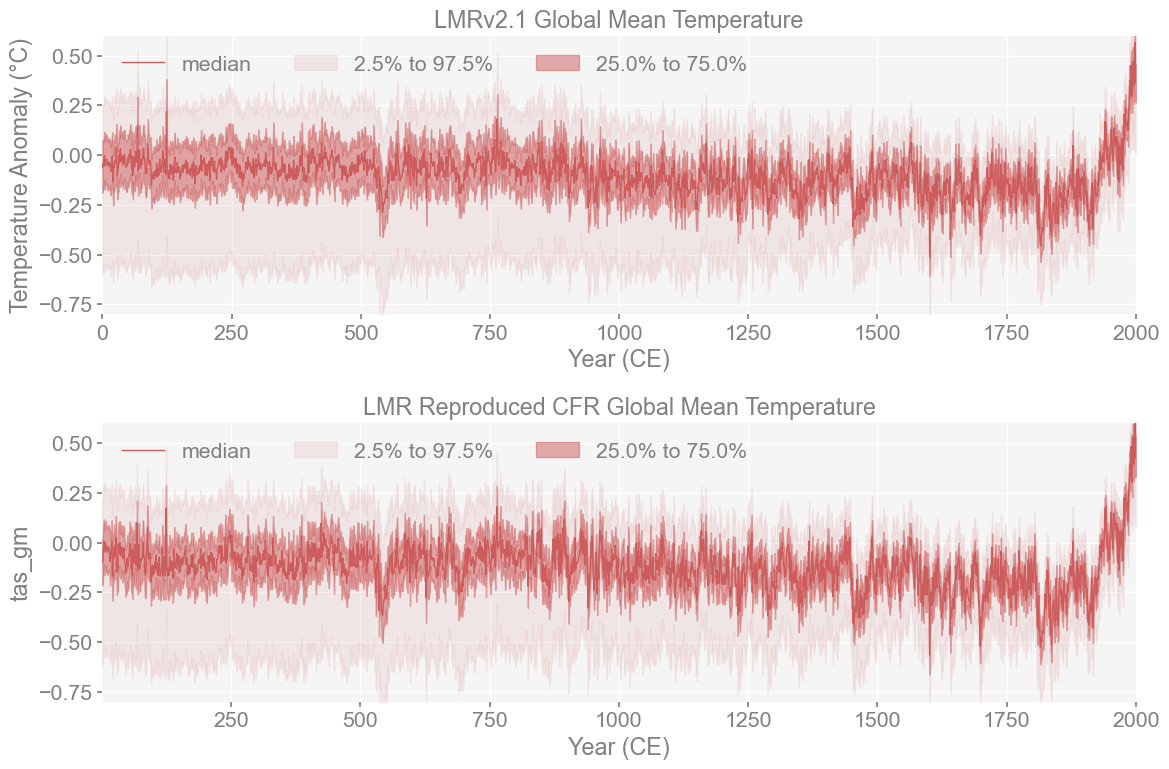 LMRv2.1 Global Mean Temperature
Temperature Anomaly (°C)
median 2.5% to 97.5% 25.0% to 75.0%
0.50
0.25
0.00
−0.25
−0.50
−0.75
0 250 500 750 1000 1250 1500 1750 2000
Year (CE)
LMR Reproduced CFR Global Mean Temperature
tas_gm
median 2.5% to 97.5% 25.0% to 75.0%
0.50
0.25
0.00
−0.25
−0.50
−0.75
250 500 750 1000 1250 1500 1750 2000
Year (CE)